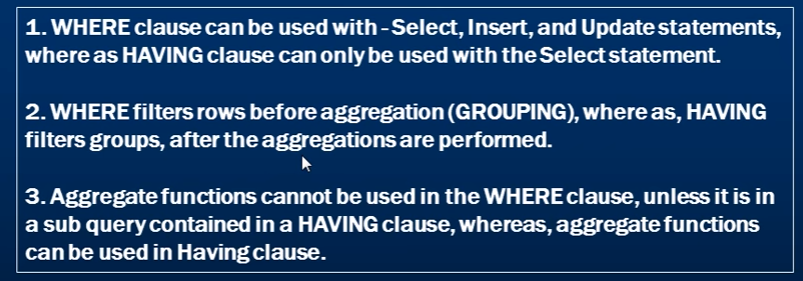 1. WHERE clause can be used with - Select, Insert, and Update statements,
where as HAVING clause can only be used with the Select statement.
2. WHERE filters rows before aggregation (GROUPING), where as, HAVING
filters groups, after the aggregations are performed.
3. Aggregate functions cannot be used in the WHERE clause, unless it is in
a sub query contained in a HAVING clause, whereas, aggregate functions
can be used in Having clause.